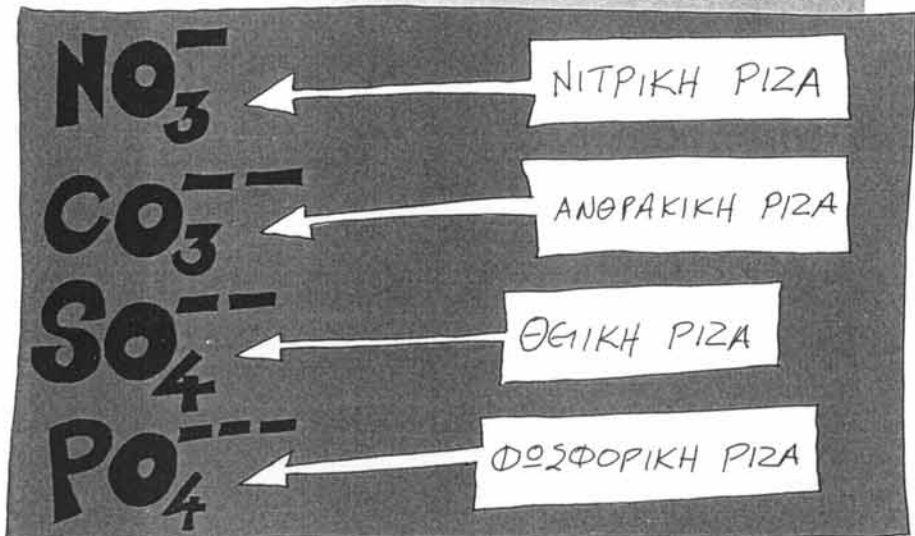 NO₃⁻
ΝΙΤΡΙΚΗ ΡΙΖΑ
CO₃⁻⁻
ΑΝΘΡΑΚΙΚΗ ΡΙΖΑ
SO₄⁻⁻
ΘΕΙΙΚΗ ΡΙΖΑ
PO₄⁻⁻⁻
ΦΩΣΦΟΡΙΚΗ ΡΙΖΑ